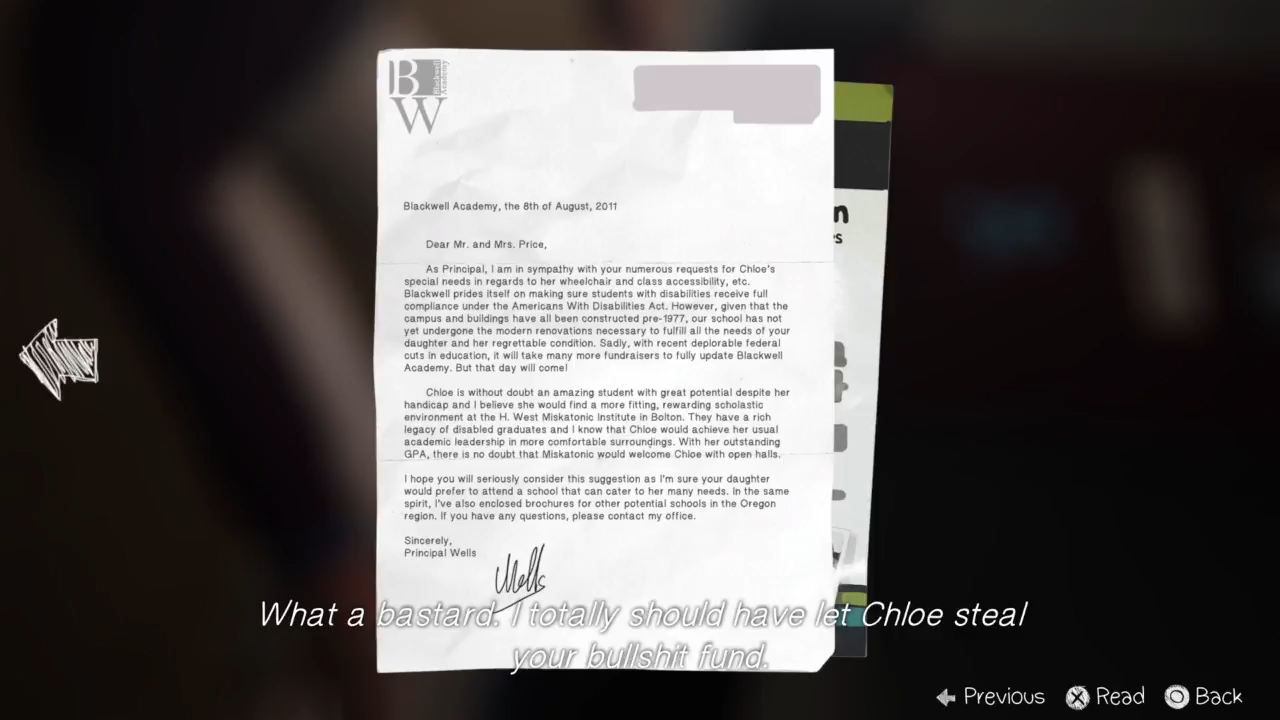 B
W
Blackwell
Academy
Blackwell Academy, the 8th of August, 2011
Dear Mr. and Mrs. Price,
As Principal, I am in sympathy with your numerous requests for Chloe's
special needs in regards to her wheelchair and class accessibility, etc.
Blackwell prides itself on making sure students with disabilities receive full
compliance under the Americans With Disabilities Act. However, given that the
campus and buildings have all been constructed pre-1977, our school has not
yet undergone the modern renovations necessary to fulfill all the needs of your
daughter and her regrettable condition. Sadly, with recent deplorable federal
cuts in education, it will take many more fundraisers to fully update Blackwell
Academy. But that day will come!
Chloe is without doubt an amazing student with great potential despite her
handicap and I believe she would find a more fitting, rewarding scholastic
environment at the H. West Miskatonic Institute in Bolton. They have a rich
legacy of disabled graduates and I know that Chloe would achieve her usual
academic leadership in more comfortable surroundings. With her outstanding
GPA, there is no doubt that Miskatonic would welcome Chloe with open halls.
I hope you will seriously consider this suggestion as I'm sure your daughter
would prefer to attend a school that can cater to her many needs. In the same
spirit, I've also enclosed brochures for other potential schools in the Oregon
region. If you have any questions, please contact my office.
Sincerely,
Principal Wells
Wells
What a bastard. I totally should have let Chloe steal
your bullshit fund.
Previous Read Back